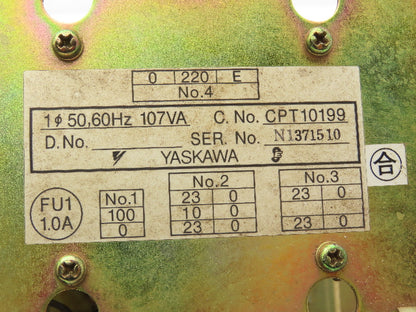 0 220 E
No.4
1φ 50,60Hz 107VA C. No. CPT10199
D. No. SER. No. N1371510
YASKAWA
合
FU1
1.0A
No.1
100
0
No.2
23 0
10 0
23 0
No.3
23 0
23 0